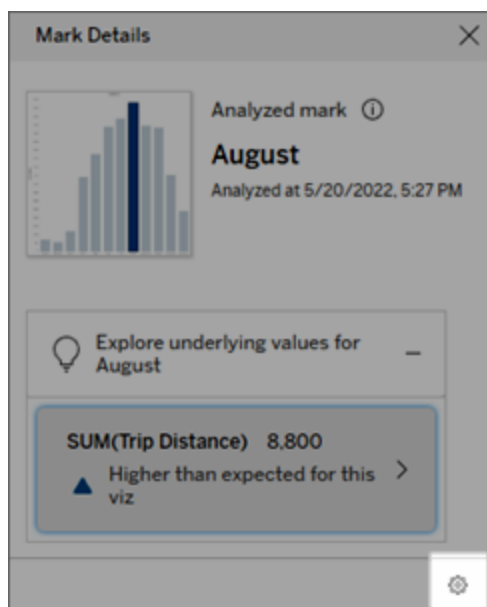 Mark Details
Analyzed mark
August
Analyzed at 5/20/2022, 5:27 PM
Explore underlying values for
August
SUM(Trip Distance) 8,800
Higher than expected for this
viz